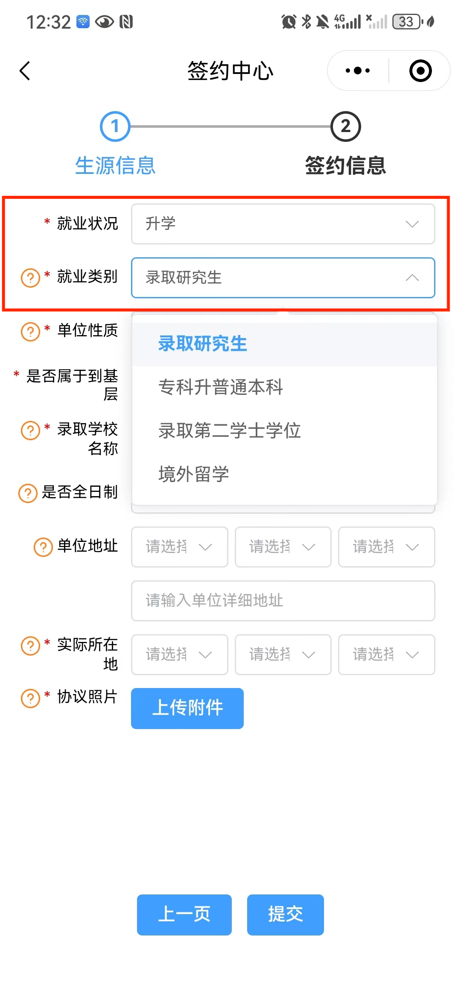 12:32
4G
33
签约中心
1
2
生源信息
签约信息
* 就业状况
升学
? * 就业类别
录取研究生
? * 单位性质
录取研究生
专科升普通本科
* 是否属于到基
层
录取第二学士学位
? * 录取学校
名称
境外留学
? 是否全日制
? 单位地址
请选择
请选择
请选择
请输入单位详细地址
? * 实际所在
地
请选择
请选择
请选择
? * 协议照片
上传附件
上一页
提交